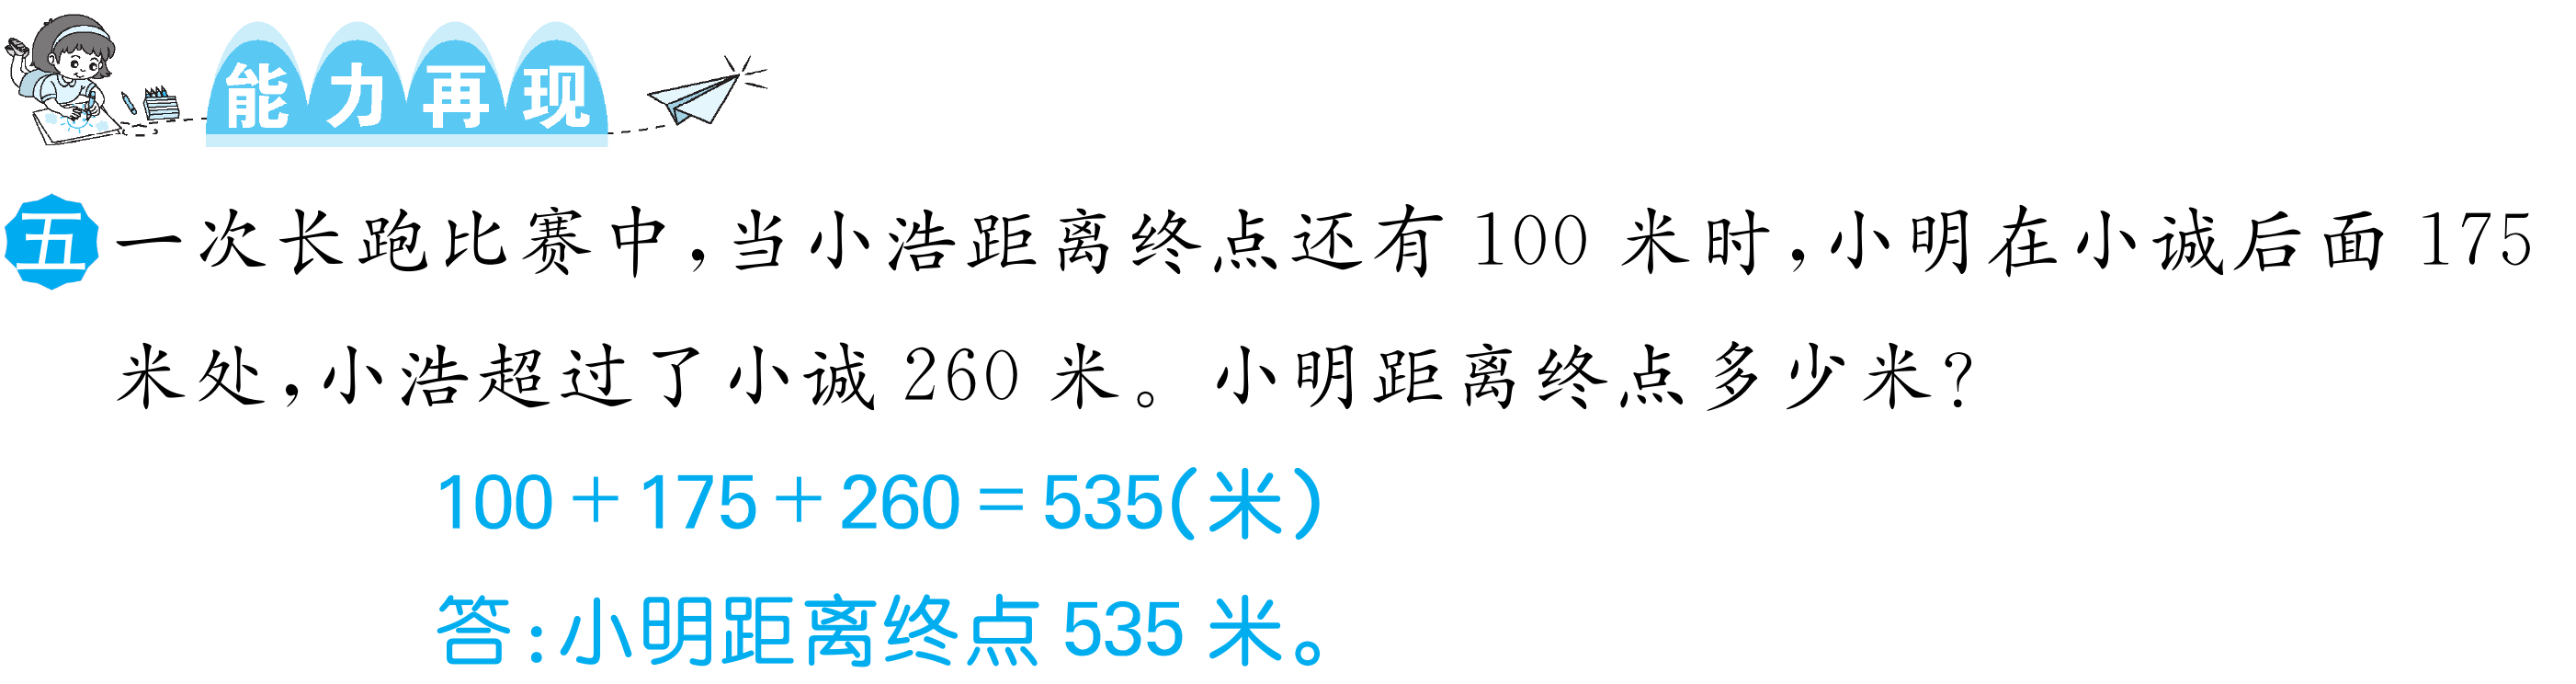 能力再现
五 一次长跑比赛中,当小浩距离终点还有 100 米时,小明在小诚后面 175
米处,小浩超过了小诚 260 米。小明距离终点多少米?
100+175+260=535(米)
答:小明距离终点 535 米。